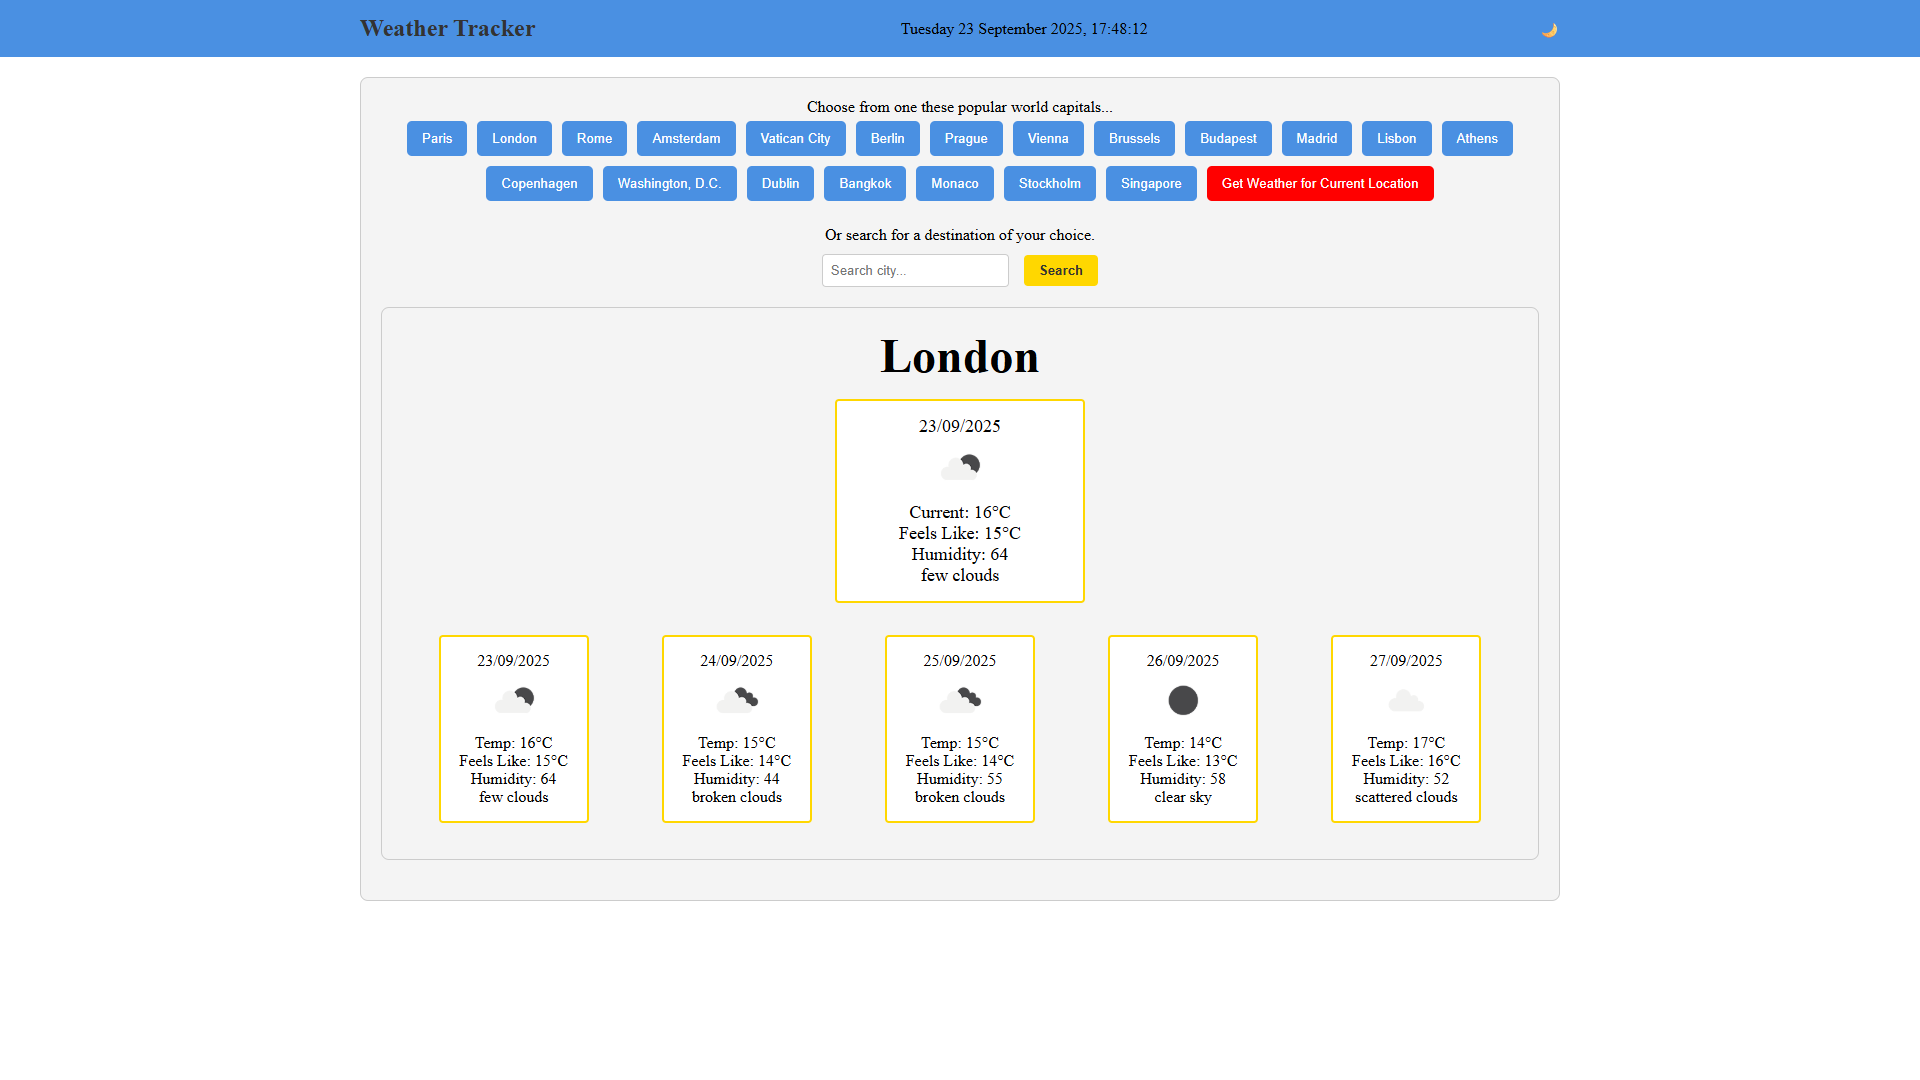 Weather Tracker
Tuesday 23 September 2025, 17:48:12
Choose from one these popular world capitals...
Paris London Rome Amsterdam Vatican City Berlin Prague Vienna Brussels Budapest Madrid Lisbon Athens
Copenhagen Washington, D.C. Dublin Bangkok Monaco Stockholm Singapore Get Weather for Current Location
Or search for a destination of your choice.
Search city... Search
London
23/09/2025
Current: 16°C
Feels Like: 15°C
Humidity: 64
few clouds
23/09/2025
Temp: 16°C
Feels Like: 15°C
Humidity: 64
few clouds
24/09/2025
Temp: 15°C
Feels Like: 14°C
Humidity: 44
broken clouds
25/09/2025
Temp: 15°C
Feels Like: 14°C
Humidity: 55
broken clouds
26/09/2025
Temp: 14°C
Feels Like: 13°C
Humidity: 58
clear sky
27/09/2025
Temp: 17°C
Feels Like: 16°C
Humidity: 52
scattered clouds